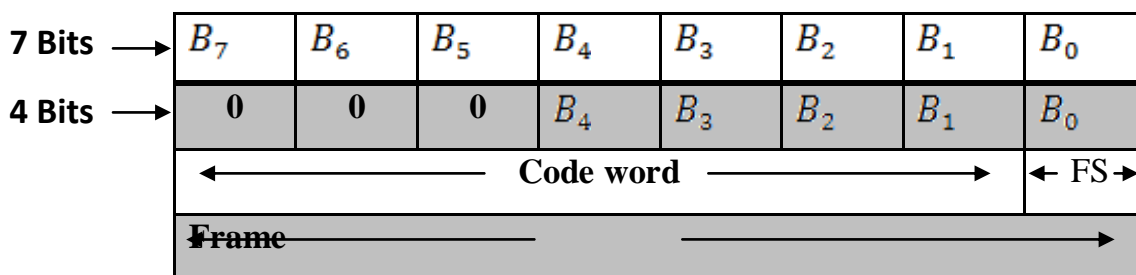 7 Bits B₇ B₆ B₅ B₄ B₃ B₂ B₁ B₀
4 Bits 0 0 0 B₄ B₃ B₂ B₁ B₀
Code word FS
Frame